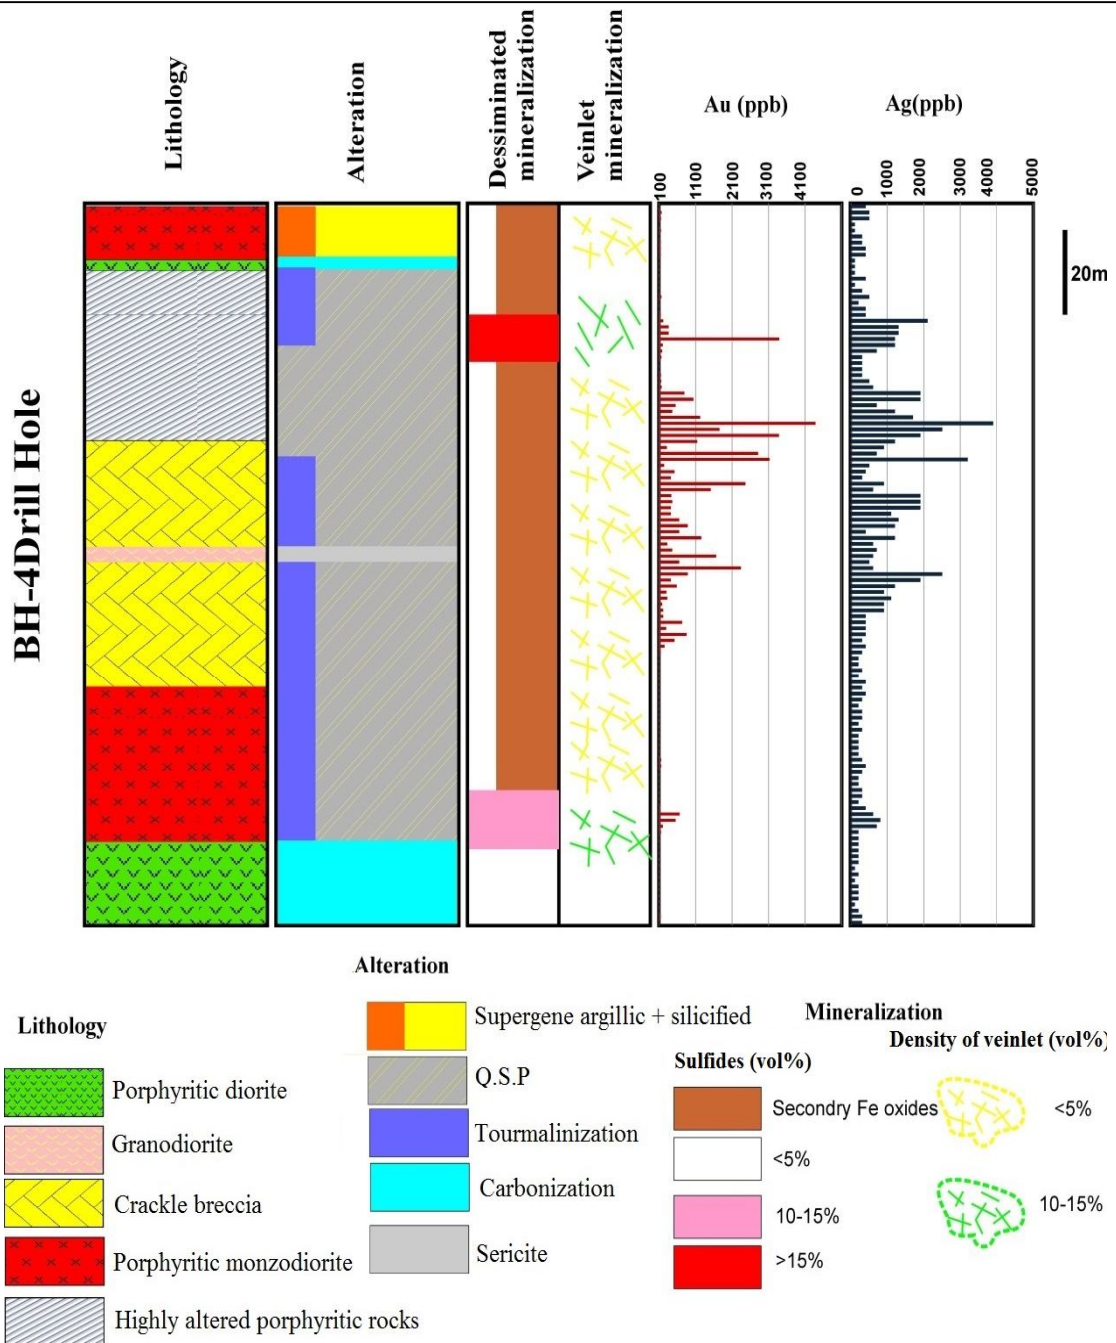 BH-4Drill Hole
Lithology
Alteration
Dessiminated
mineralization
Veinlet
mineralization
Au (ppb)
Ag(ppb)
100
1100
2100
3100
4100
0
1000
2000
3000
4000
5000
20m
Lithology
Porphyritic diorite
Granodiorite
Crackle breccia
Porphyritic monzodiorite
Highly altered porphyritic rocks
Alteration
Supergene argillic + silicified
Q.S.P
Tourmalinization
Carbonization
Sericite
Mineralization
Sulfides (vol%)
Secondry Fe oxides
<5%
10-15%
>15%
Density of veinlet (vol%)
<5%
10-15%